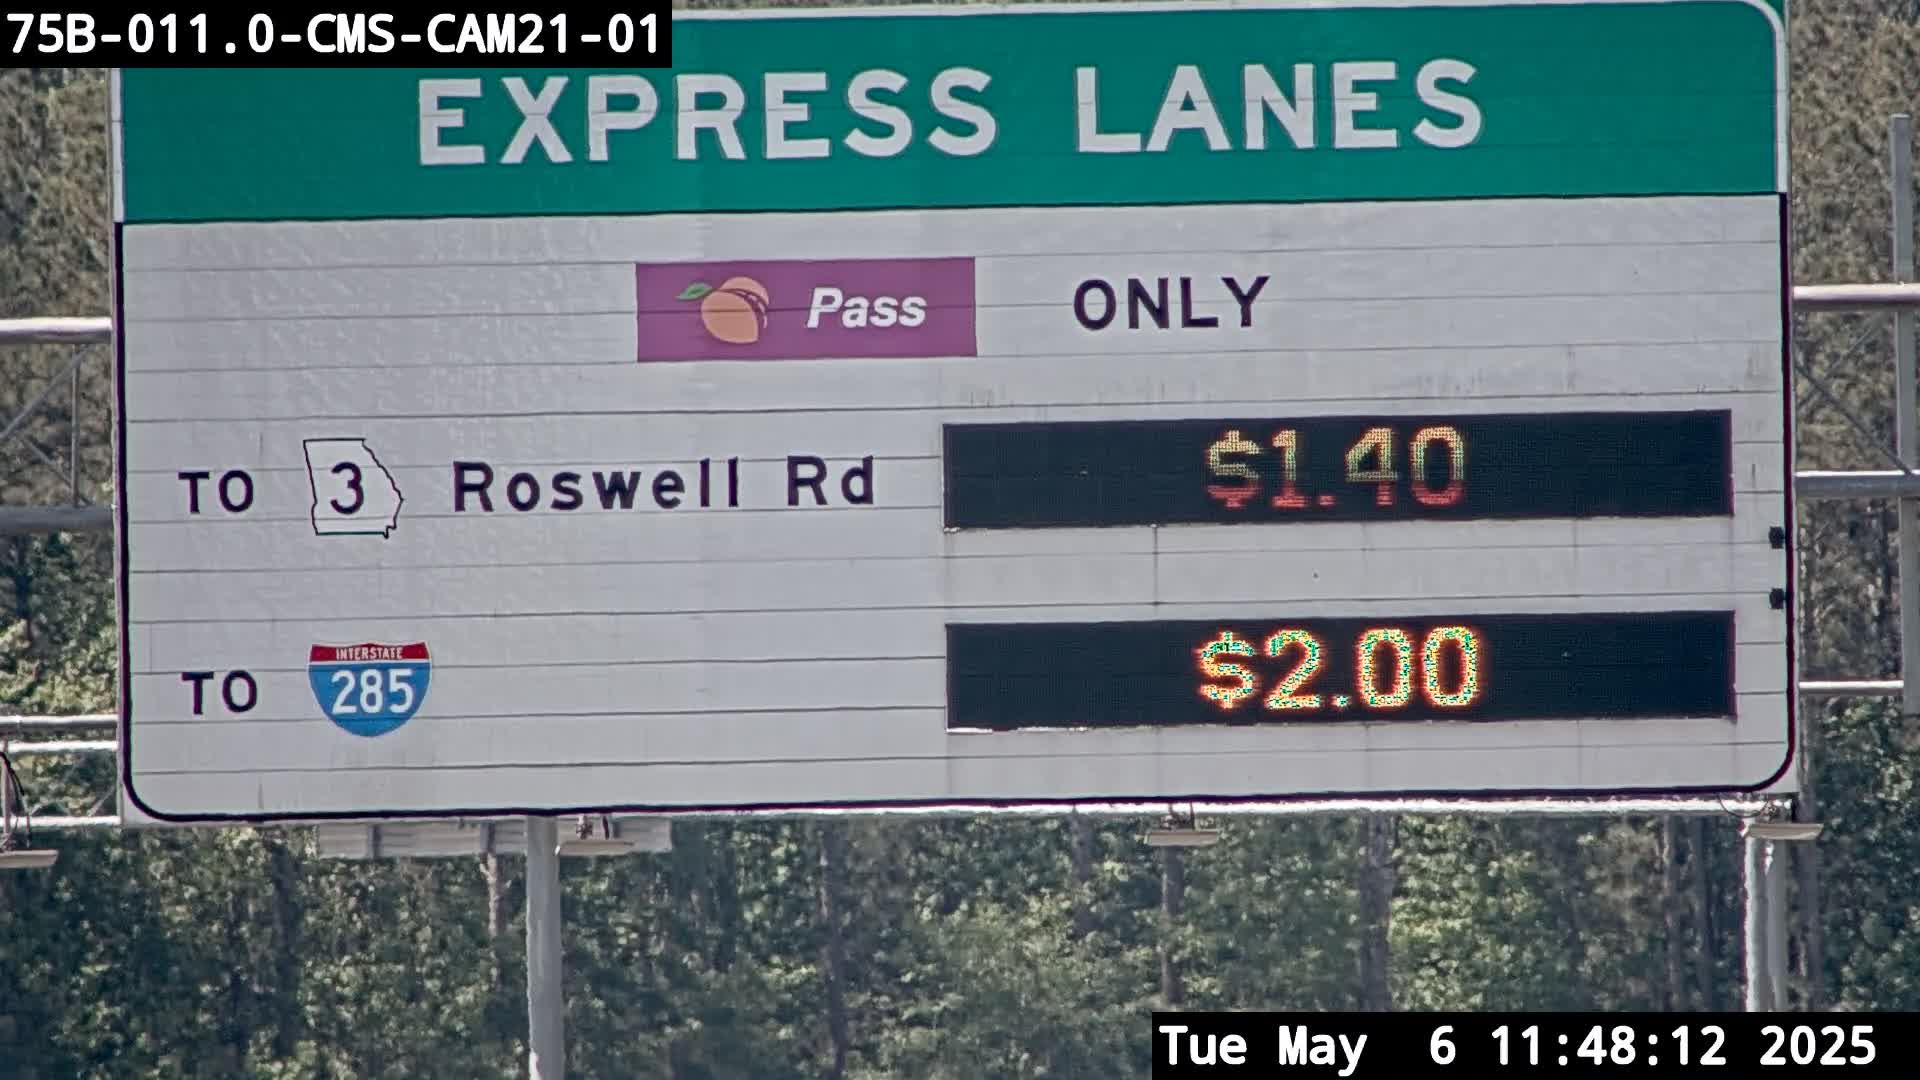 75B-011.0-CMS-CAM21-01
EXPRESS LANES
Pass ONLY
TO 3 Roswell Rd $1.40
INTERSTATE
TO 285 $2.00
Tue May 6 11:48:12 2025